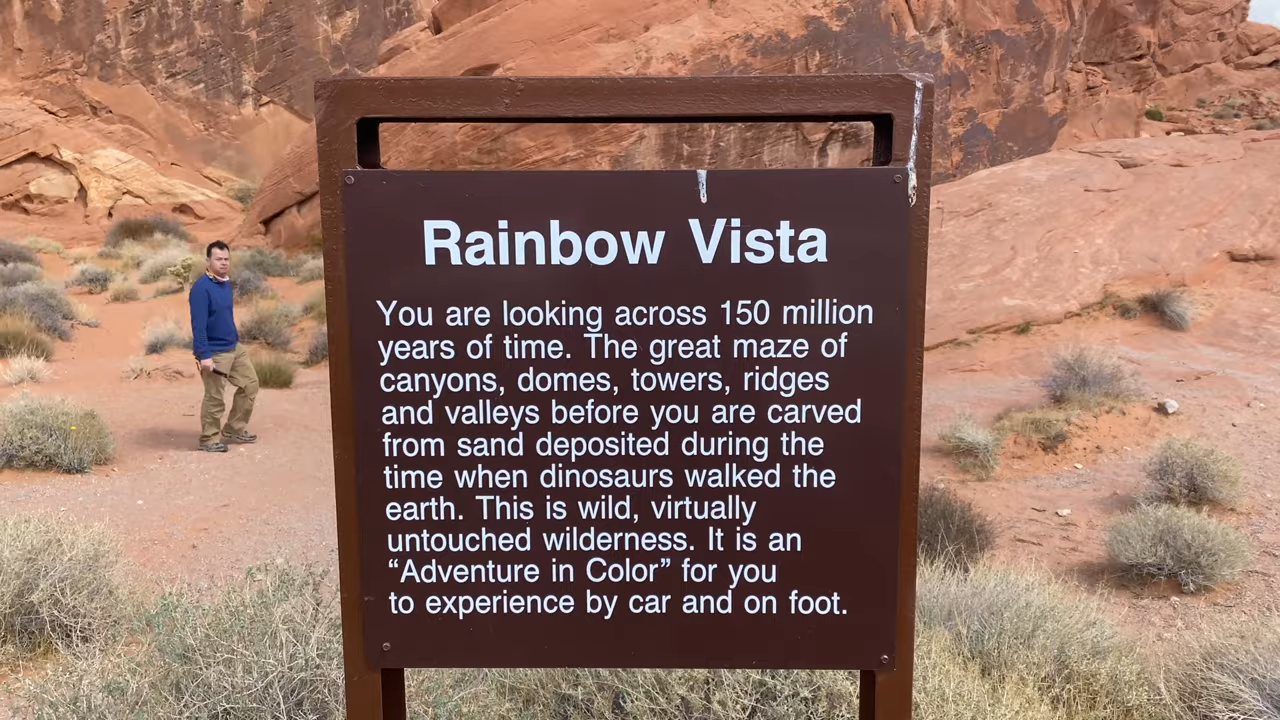 Rainbow Vista
You are looking across 150 million
years of time. The great maze of
canyons, domes, towers, ridges
and valleys before you are carved
from sand deposited during the
time when dinosaurs walked the
earth. This is wild, virtually
untouched wilderness. It is an
“Adventure in Color” for you
to experience by car and on foot.